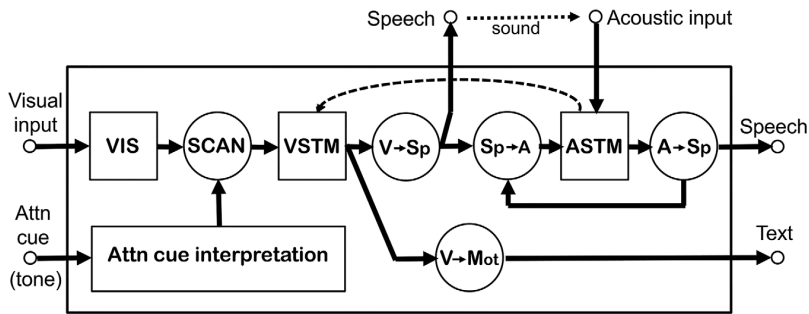 Speech
sound
Acoustic input
Visual
input
VIS
SCAN
VSTM
V→Sp
Sp→A
ASTM
A→Sp
Speech
Attn
cue
(tone)
Attn cue interpretation
V→Mot
Text